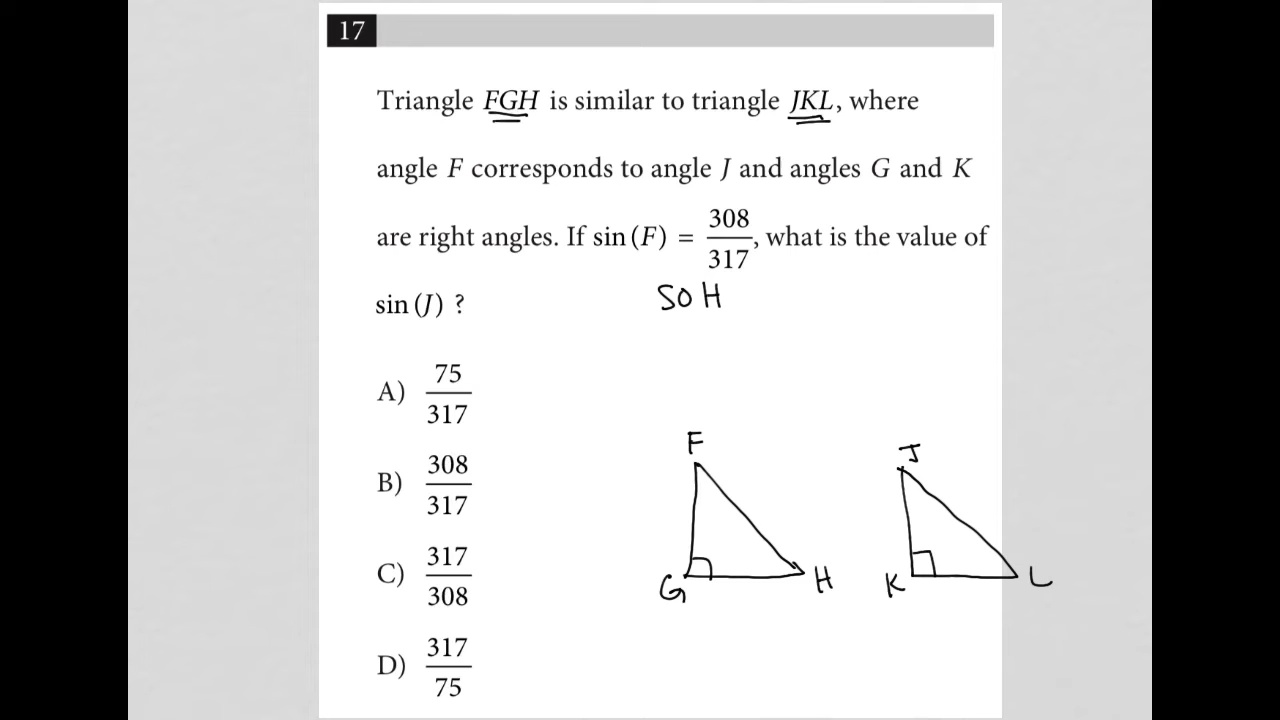 17
Triangle FGH is similar to triangle JKL, where
angle F corresponds to angle J and angles G and K
are right angles. If sin (F) = 308/317, what is the value of
sin (J) ?
SOH
A) 75/317
B) 308/317
C) 317/308
D) 317/75
F
J
G
H
K
L